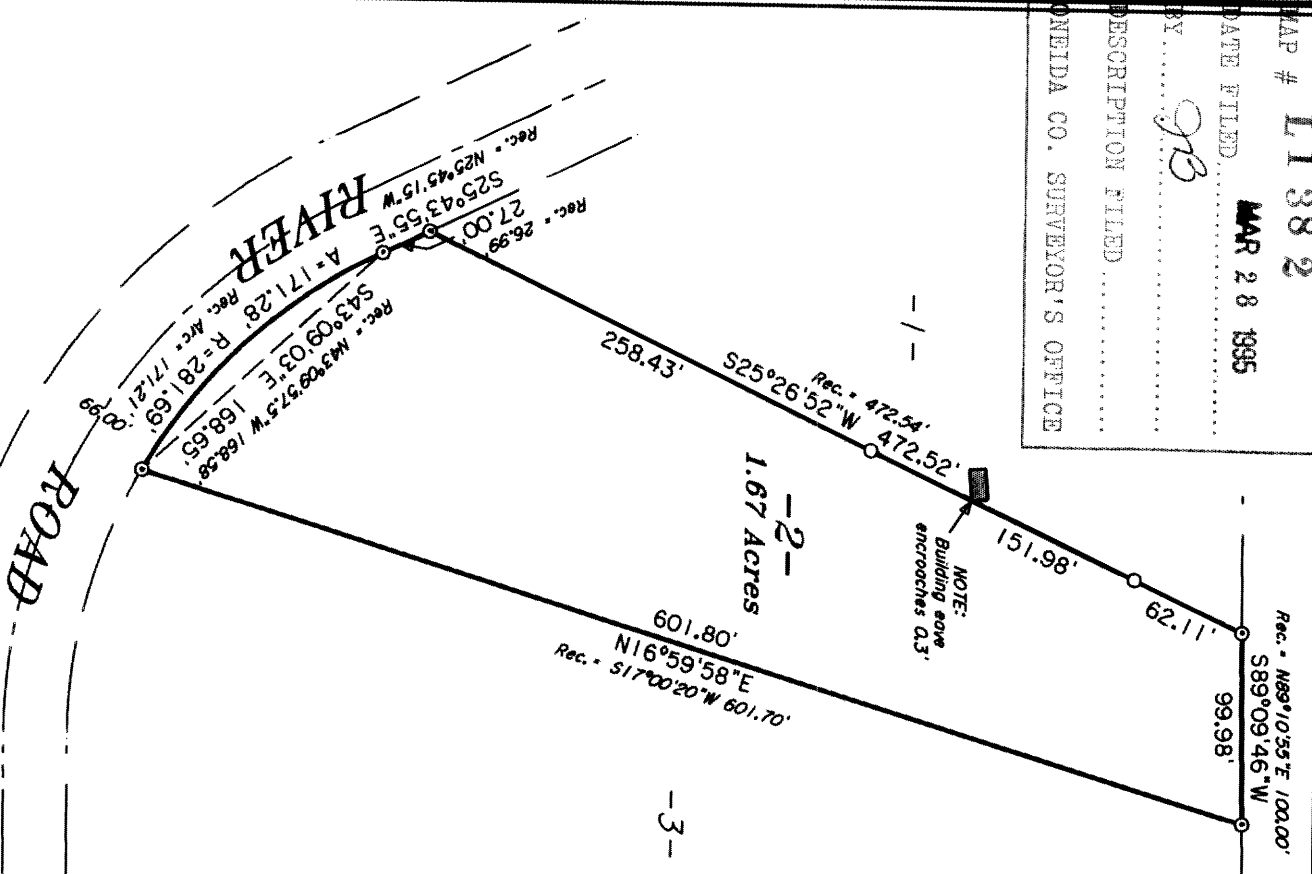 MAP # L1382
DATE FILED MAR 28 1995
BY
DESCRIPTION FILED
ONEIDA CO. SURVEYOR'S OFFICE
Rec. = N89°10'55"E 100.00'
S89°09'46"W
99.98'
62.11'
151.98'
NOTE:
Building eave
encroaches 0.3'
Rec. = 472.54'
472.52'
S25°26'52"W
258.43'
-1-
-2-
1.67 Acres
-3-
601.80'
N16°59'58"E
Rec. = S17°00'20"W 601.70'
Rec. = N25°45'15"W
S25°43'55"E
27.00'
Rec. = 26.99'
RIVER ROAD
A=171.28' R=281.69'
Rec. Arc = 171.21'
66.00'
S43°09'03"E 168.65'
Rec. = N43°09'57.5"W 168.58'